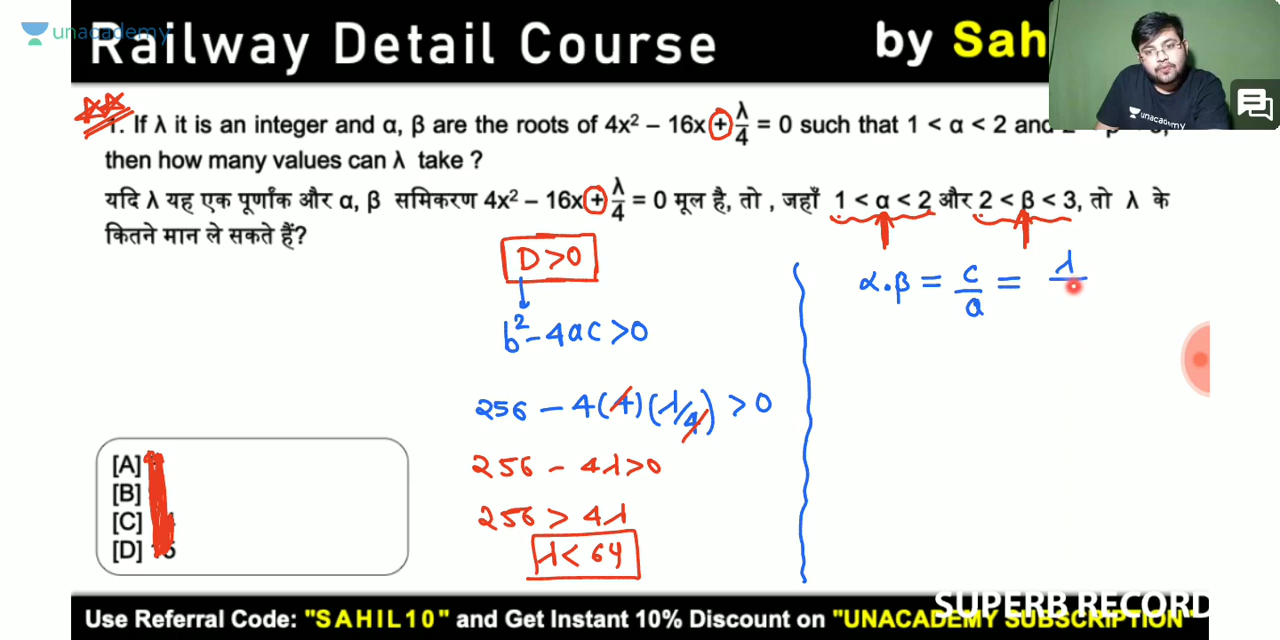 unacademy
Railway Detail Course by Sah
1. If λ it is an integer and α, β are the roots of 4x² – 16x + λ/4 = 0 such that 1 < α < 2 and
then how many values can λ take ?
यदि λ यह एक पूर्णांक और α, β समिकरण 4x² – 16x + λ/4 = 0 मूल है, तो , जहाँ 1 < α < 2 और 2 < β < 3, तो λ के
कितने मान ले सकते हैं?
D > 0
b² - 4ac > 0
256 - 4(4)(λ/4) > 0
256 - 4λ > 0
256 > 4λ
λ < 64
α.β = c/a = λ
[A]
[B]
[C]
[D]
unacademy
SUPERB RECORD
Use Referral Code: "SAHIL10" and Get Instant 10% Discount on "UNACADEMY SUBSCRIPTION"